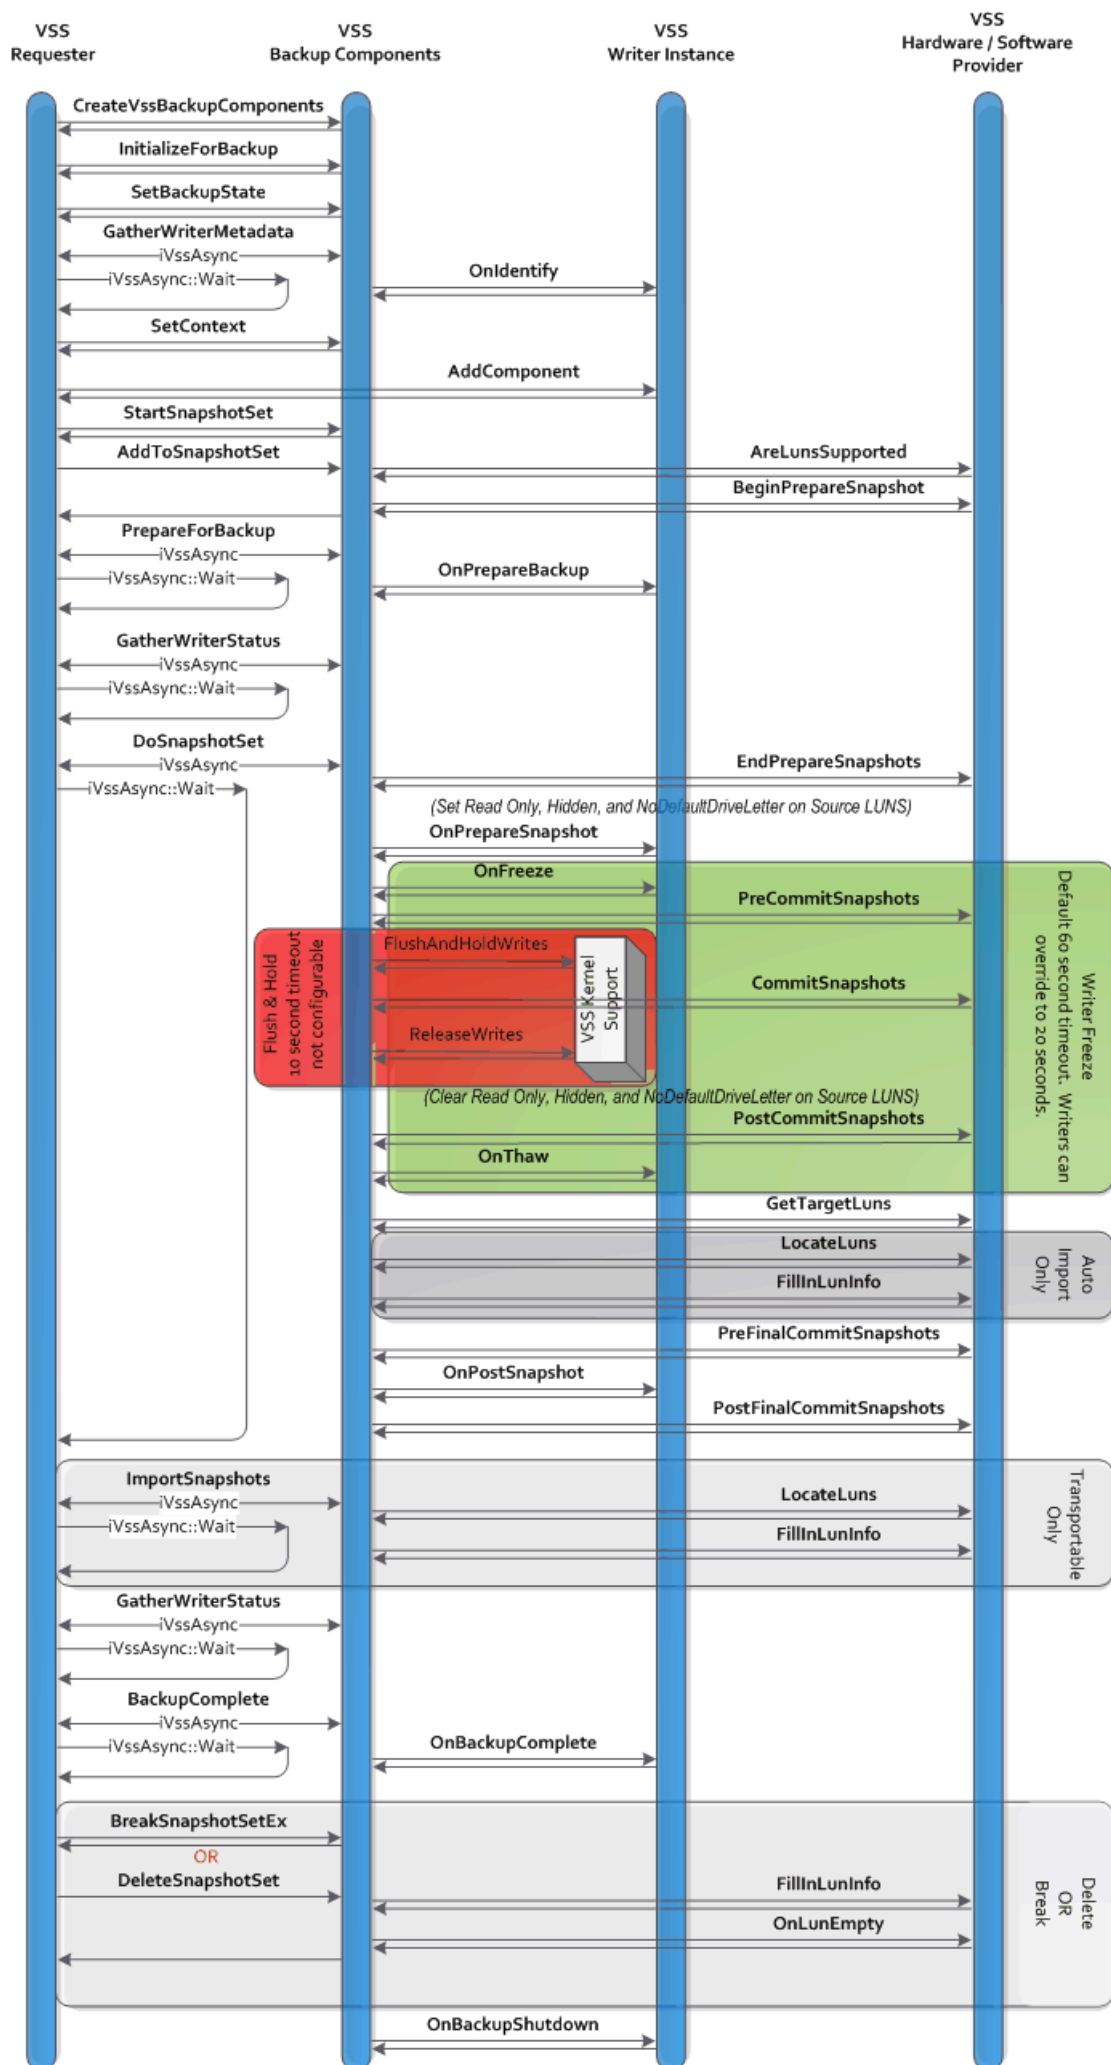 VSS
Requester
VSS
Backup Components
VSS
Writer Instance
VSS
Hardware / Software
Provider
CreateVssBackupComponents
InitializeForBackup
SetBackupState
GatherWriterMetadata
iVssAsync
iVssAsync::Wait
OnIdentify
SetContext
AddComponent
StartSnapshotSet
AddToSnapshotSet
AreLunsSupported
BeginPrepareSnapshot
PrepareForBackup
iVssAsync
iVssAsync::Wait
OnPrepareBackup
GatherWriterStatus
iVssAsync
iVssAsync::Wait
DoSnapshotSet
iVssAsync
iVssAsync::Wait
EndPrepareSnapshots
(Set Read Only, Hidden, and NoDefaultDriveLetter on Source LUNS)
OnPrepareSnapshot
OnFreeze
PreCommitSnapshots
Writer Freeze
Default 60 second timeout. Writers can
override to 20 seconds.
FlushAndHoldWrites
Flush & Hold
10 second timeout
not configurable
VSS Kernel
Support
CommitSnapshots
ReleaseWrites
(Clear Read Only, Hidden, and NoDefaultDriveLetter on Source LUNS)
PostCommitSnapshots
OnThaw
GetTargetLuns
LocateLuns
FillInLunInfo
Auto
Import
Only
PreFinalCommitSnapshots
OnPostSnapshot
PostFinalCommitSnapshots
ImportSnapshots
iVssAsync
iVssAsync::Wait
LocateLuns
FillInLunInfo
Transportable
Only
GatherWriterStatus
iVssAsync
iVssAsync::Wait
BackupComplete
iVssAsync
iVssAsync::Wait
OnBackupComplete
BreakSnapshotSetEx
OR
DeleteSnapshotSet
FillInLunInfo
OnLunEmpty
Delete
OR
Break
OnBackupShutdown